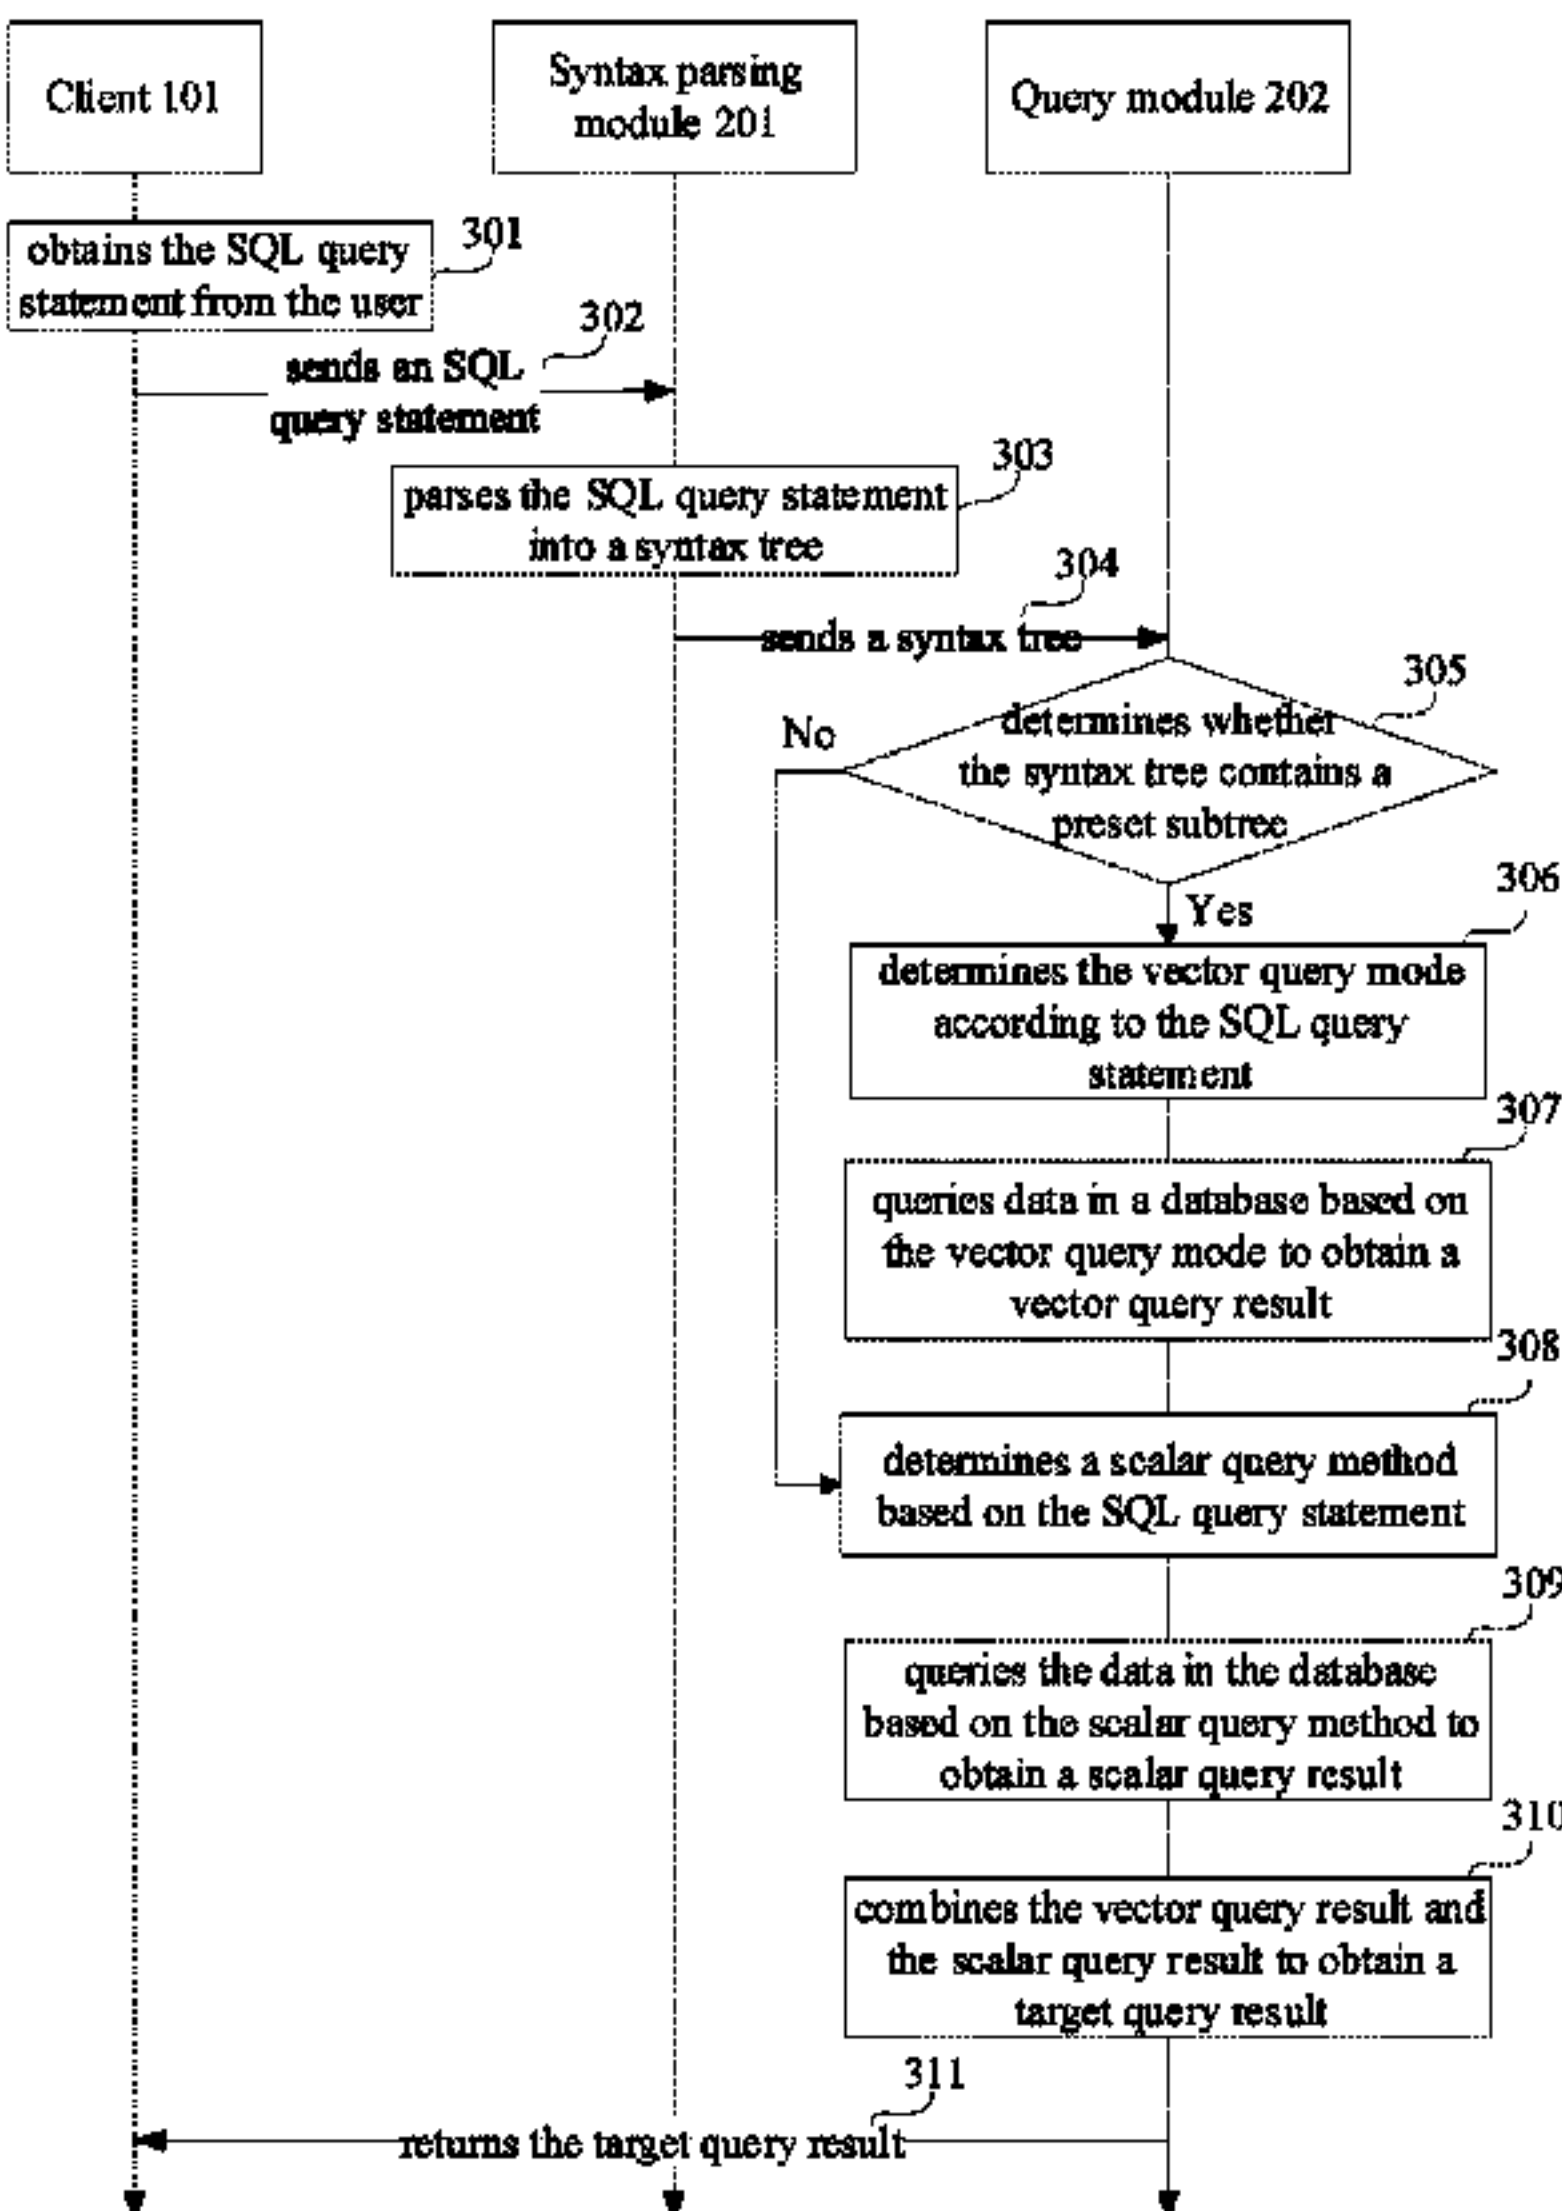 Client 101
Syntax parsing
module 201
Query module 202
obtains the SQL query
statement from the user
301
302
sends an SQL
query statement
303
parses the SQL query statement
into a syntax tree
304
sends a syntax tree
305
No
determines whether
the syntax tree contains a
preset subtree
Yes
306
determines the vector query mode
according to the SQL query
statement
307
queries data in a database based on
the vector query mode to obtain a
vector query result
308
determines a scalar query method
based on the SQL query statement
309
queries the data in the database
based on the scalar query method to
obtain a scalar query result
310
combines the vector query result and
the scalar query result to obtain a
target query result
311
returns the target query result